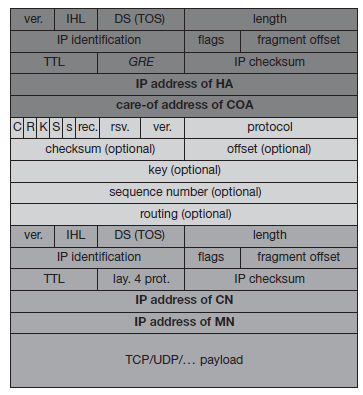 ver. IHL DS (TOS) length
IP identification flags fragment offset
TTL GRE IP checksum
IP address of HA
care-of address of COA
C R K S s rec. rsv. ver. protocol
checksum (optional) offset (optional)
key (optional)
sequence number (optional)
routing (optional)
ver. IHL DS (TOS) length
IP identification flags fragment offset
TTL lay. 4 prot. IP checksum
IP address of CN
IP address of MN
TCP/UDP/... payload